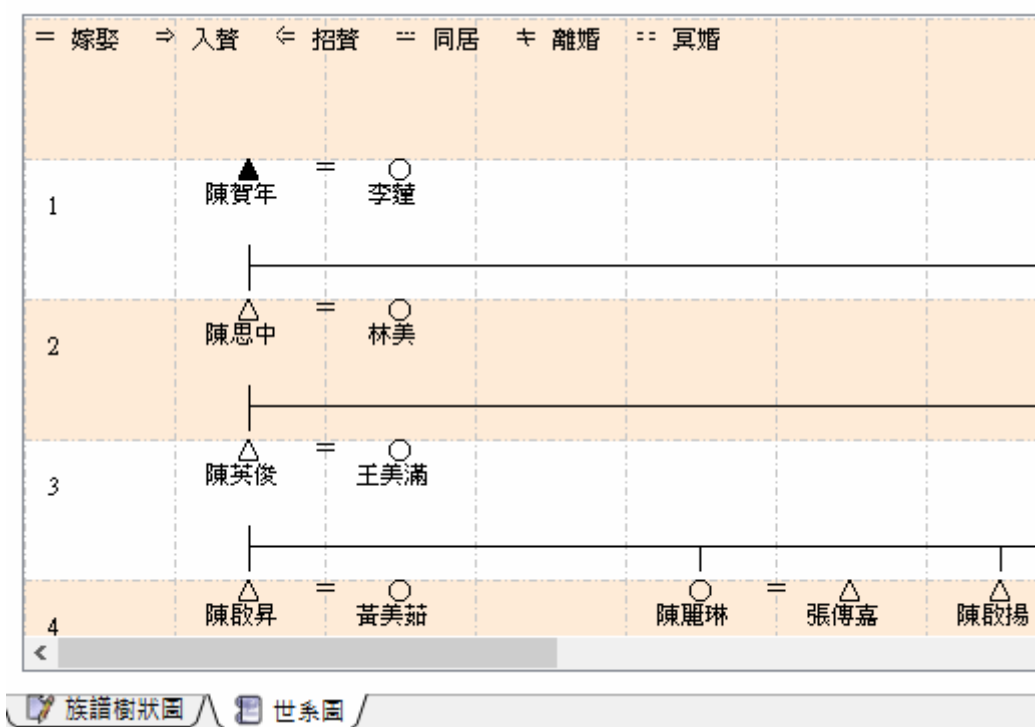 = 嫁娶 ⇒ 入贅 ⇐ 招贅 ┉ 同居 キ 離婚 :: 冥婚
1
陳賀年 = 李蓮
2
陳思中 = 林美
3
陳英俊 = 王美滿
4
陳啟昇 = 黃美茹 陳麗琳 = 張傳嘉 陳啟揚
族譜樹狀圖 世系圖